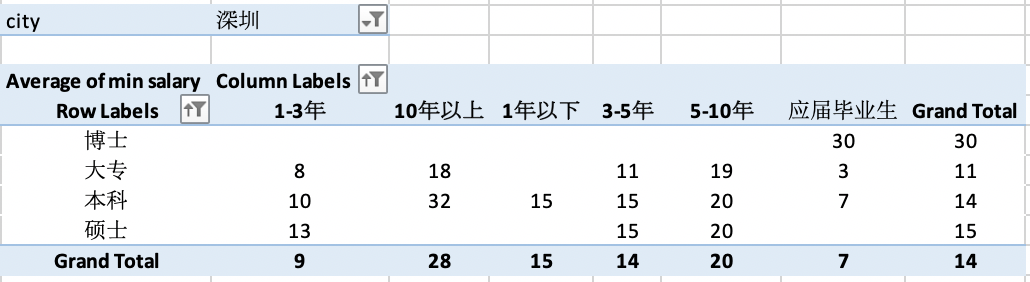 city 深圳
Average of min salary Column Labels
Row Labels 1-3年 10年以上 1年以下 3-5年 5-10年 应届毕业生 Grand Total
博士 30 30
大专 8 18 11 19 3 11
本科 10 32 15 15 20 7 14
硕士 13 15 20 15
Grand Total 9 28 15 14 20 7 14